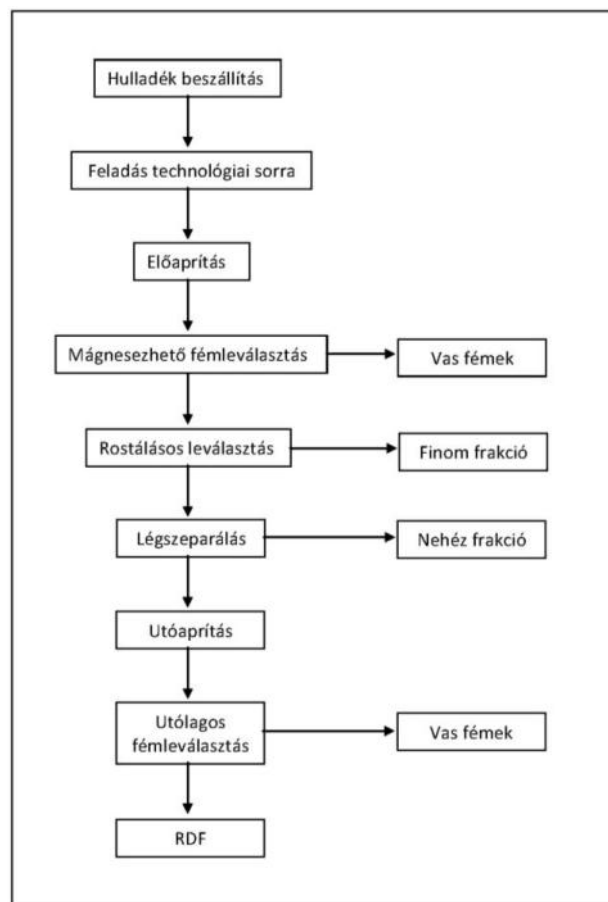 Hulladék beszállítás
Feladás technológiai sorra
Előaprítás
Mágnesezhető fémleválasztás
Vas fémek
Rostálásos leválasztás
Finom frakció
Légszeparálás
Nehéz frakció
Utóaprítás
Utólagos
fémleválasztás
Vas fémek
RDF